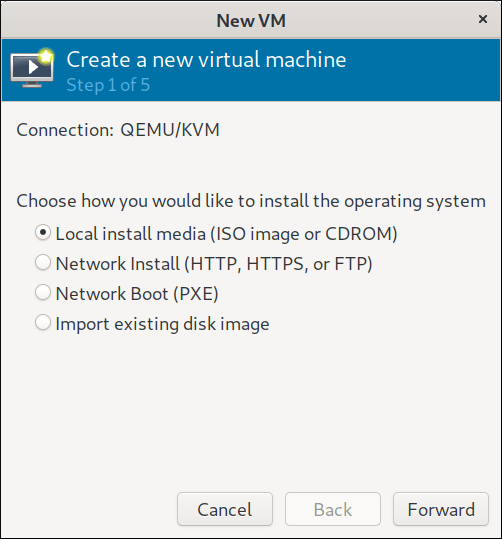 New VM
Create a new virtual machine
Step 1 of 5
Connection: QEMU/KVM
Choose how you would like to install the operating system
Local install media (ISO image or CDROM)
Network Install (HTTP, HTTPS, or FTP)
Network Boot (PXE)
Import existing disk image
Cancel Back Forward